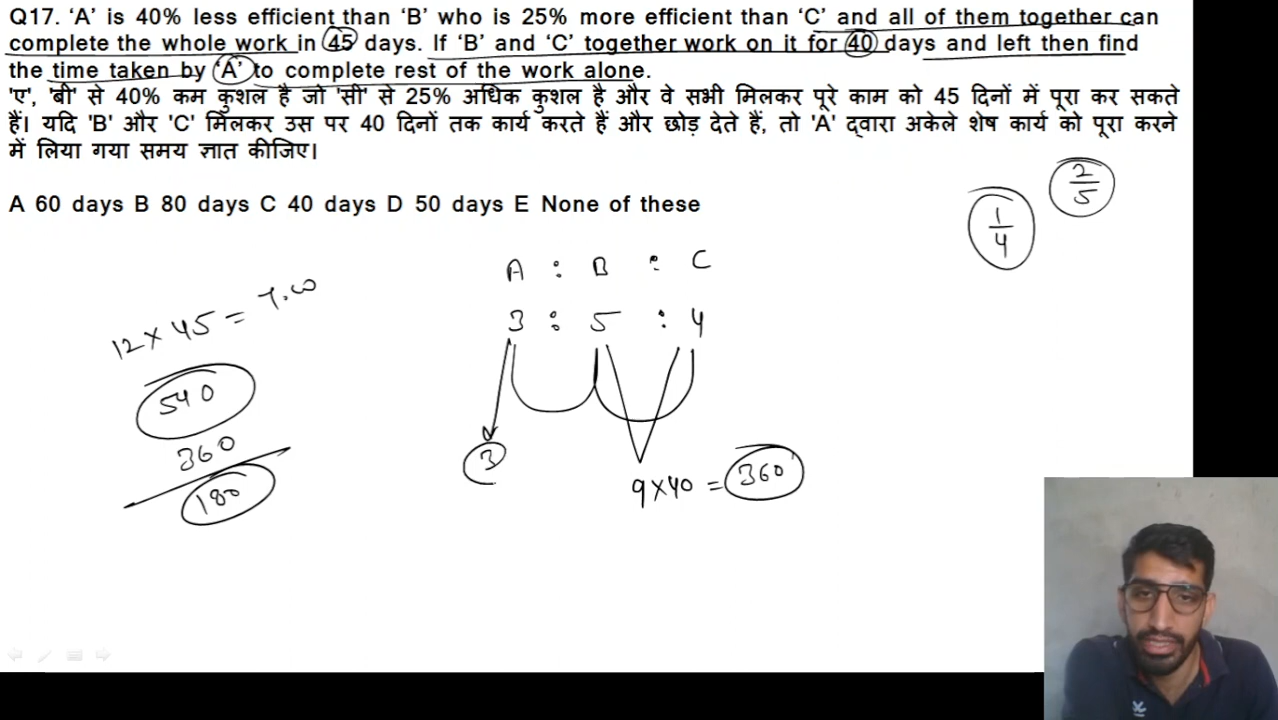 Q17. ‘A’ is 40% less efficient than ‘B’ who is 25% more efficient than ‘C’ and all of them together can
complete the whole work in 45 days. If ‘B’ and ‘C’ together work on it for 40 days and left then find
the time taken by ‘A’ to complete rest of the work alone.
'ए', 'बी' से 40% कम कुशल है जो 'सी' से 25% अधिक कुशल है और वे सभी मिलकर पूरे काम को 45 दिनों में पूरा कर सकते
हैं। यदि 'B' और 'C' मिलकर उस पर 40 दिनों तक कार्य करते हैं और छोड़ देते हैं, तो 'A' द्वारा अकेले शेष कार्य को पूरा करने
में लिया गया समय ज्ञात कीजिए।
A 60 days B 80 days C 40 days D 50 days E None of these
2/5
1/4
A : B : C
3 : 5 : 4
12 x 45 = T.W
540
360
180
3
9 x 40 = 360